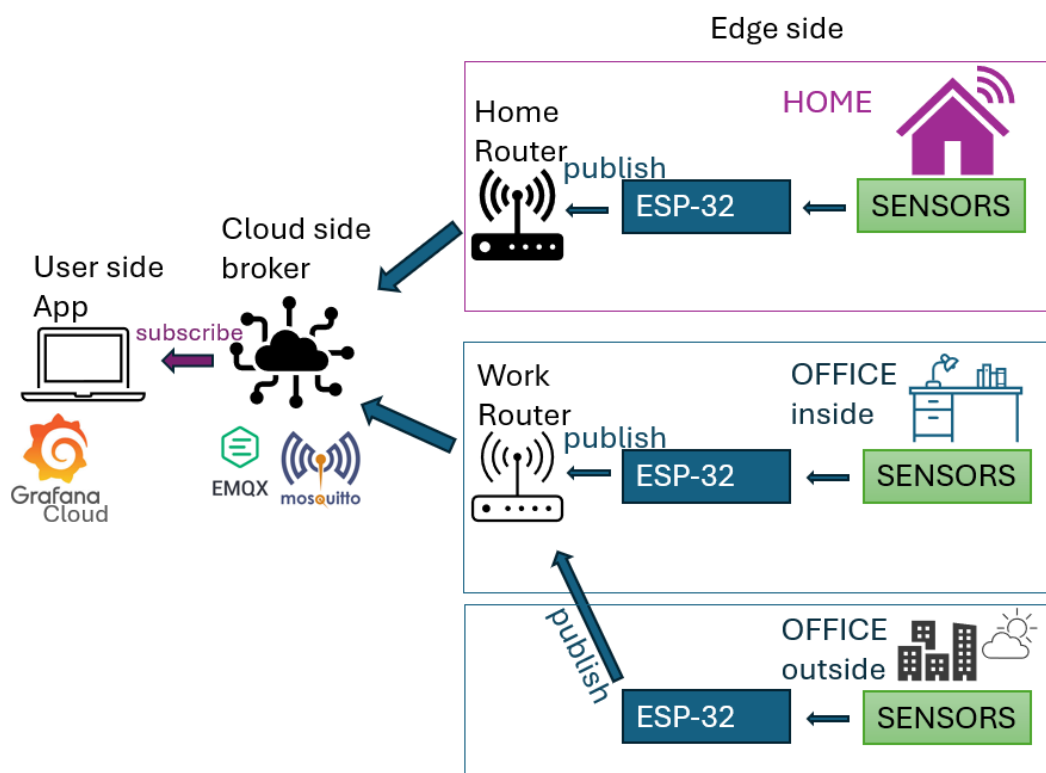 Edge side
HOME
Home
Router
publish
ESP-32
SENSORS
Cloud side
broker
User side
App
subscribe
Grafana
Cloud
EMQX
mosquitto
Work
Router
publish
OFFICE
inside
ESP-32
SENSORS
publish
OFFICE
outside
ESP-32
SENSORS